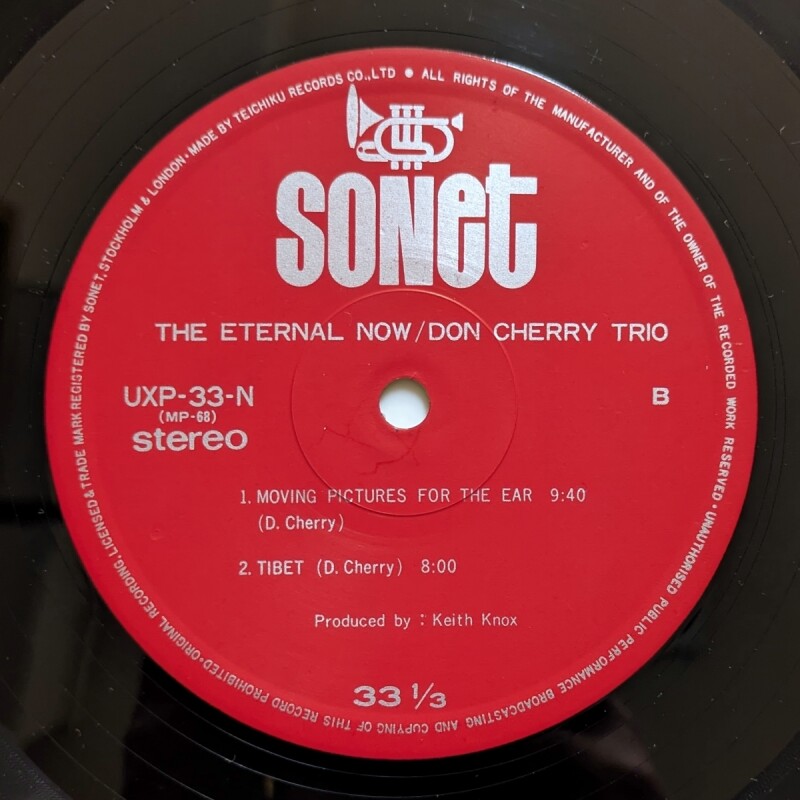 MADE BY TEICHIKU RECORDS CO.,LTD ● ALL RIGHTS OF THE MANUFACTURER AND OF THE OWNER OF THE RECORDED WORK RESERVED • UNAUTHORISED PUBLIC PERFORMANCE BROADCASTING AND COPYING OF THIS RECORD PROHIBITED • ORIGINAL RECORDING, LICENSED & TRADE MARK REGISTERED BY SONET, STOCKHOLM & LONDON •
SONET
THE ETERNAL NOW/DON CHERRY TRIO
UXP-33-N B
(MP-68)
stereo
1. MOVING PICTURES FOR THE EAR 9:40
(D. Cherry)
2. TIBET (D. Cherry) 8:00
Produced by : Keith Knox
33 1/3